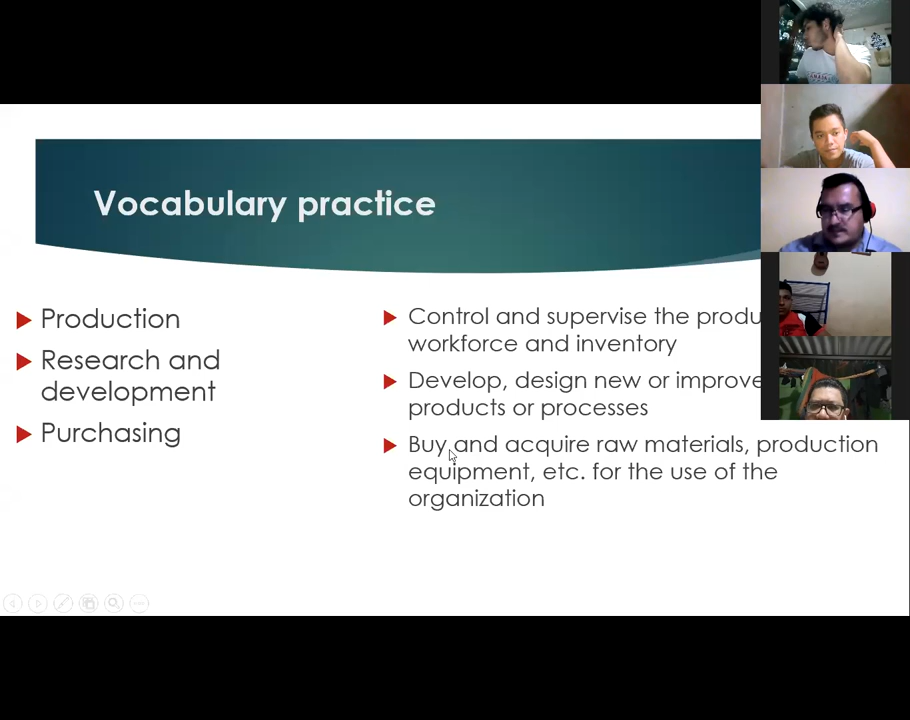 Vocabulary practice
Production
Research and
development
Purchasing
Control and supervise the produ
workforce and inventory
Develop, design new or improve
products or processes
Buy and acquire raw materials, production
equipment, etc. for the use of the
organization